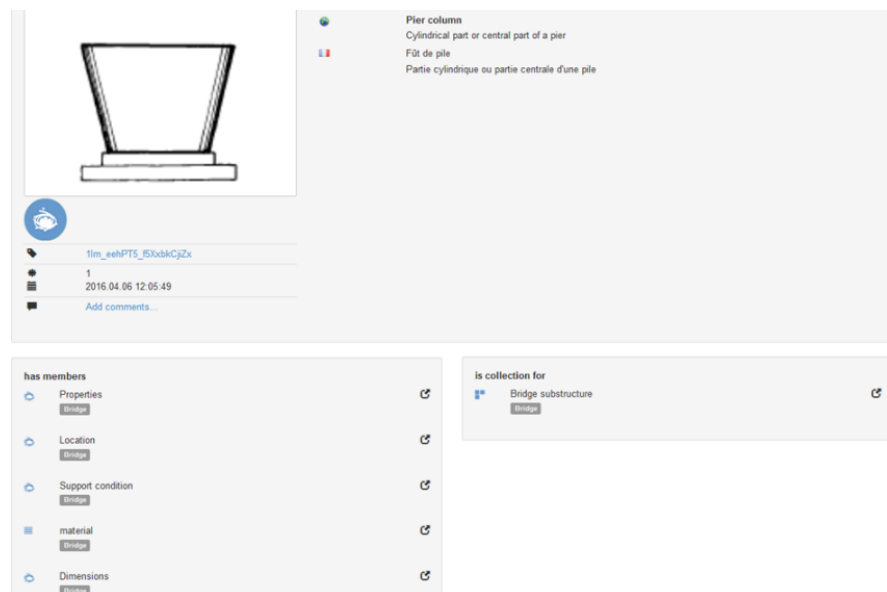 Pier column
Cylindrical part or central part of a pier
Fût de pile
Partie cylindrique ou partie centrale d'une pile
1Im_eehPT5_f5XxbkCjiZx
1
2016.04.06 12:05:49
Add comments...
has members
Properties
Bridge
Location
Bridge
Support condition
Bridge
material
Bridge
Dimensions
Bridge
is collection for
Bridge substructure
Bridge